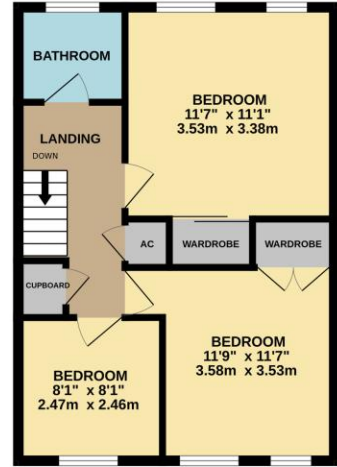 BATHROOM
BEDROOM
11'7" x 11'1"
3.53m x 3.38m
LANDING
DOWN
AC
WARDROBE
WARDROBE
CUPBOARD
BEDROOM
11'9" x 11'7"
3.58m x 3.53m
BEDROOM
8'1" x 8'1"
2.47m x 2.46m